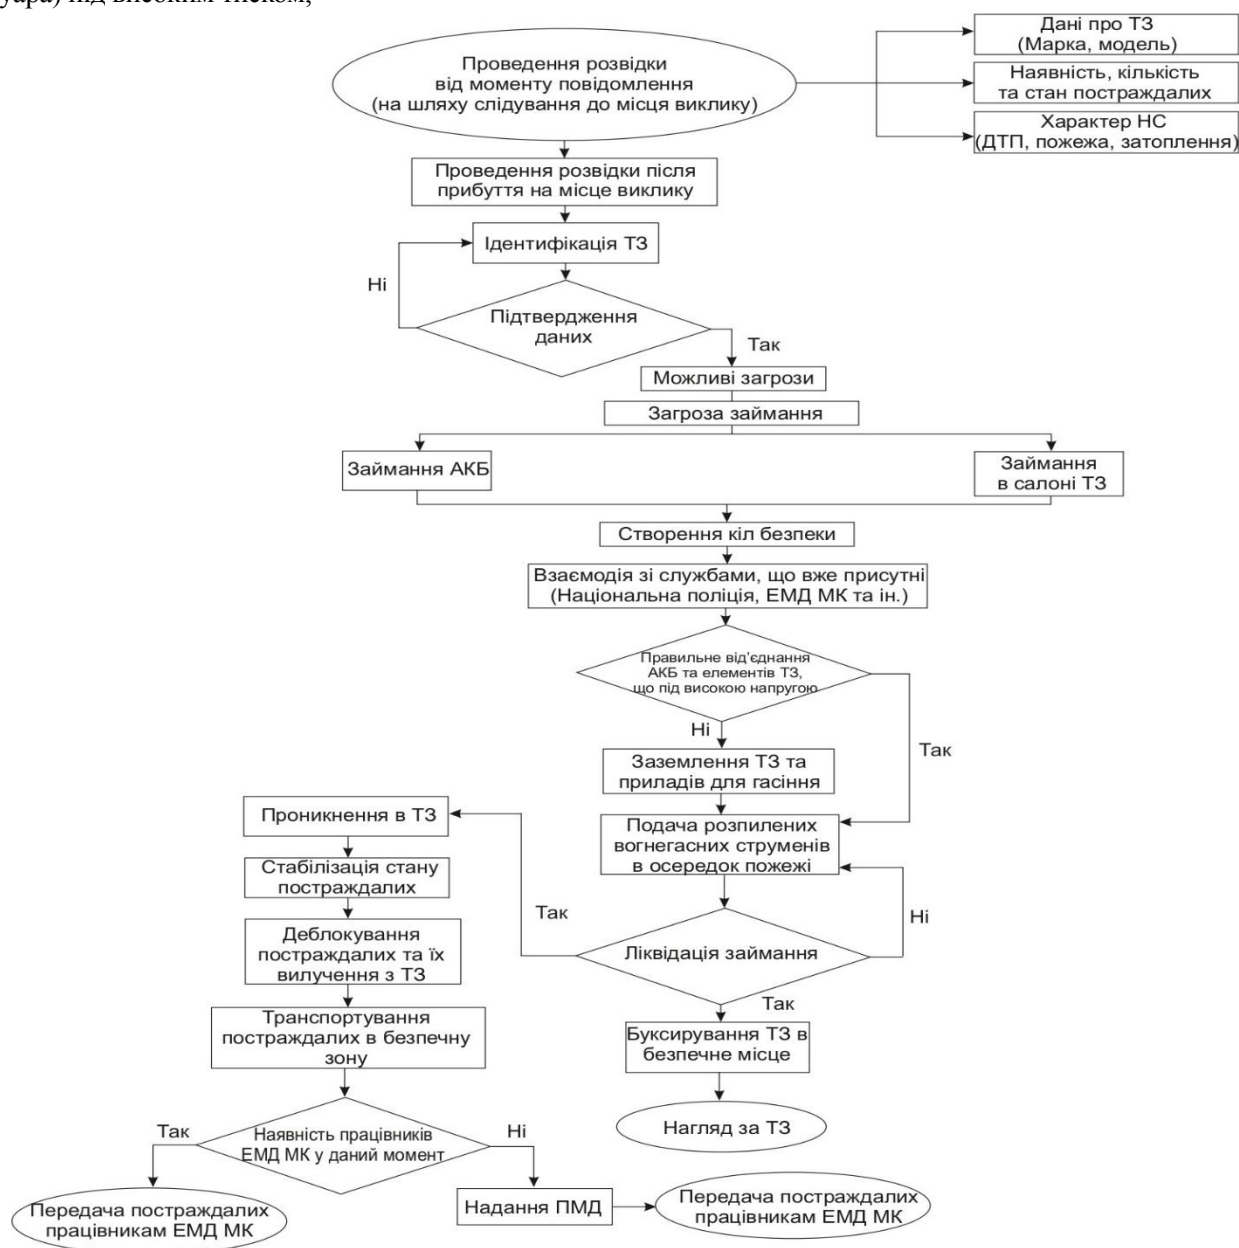 уара) під високим тиском;
Проведення розвідки
від моменту повідомлення
(на шляху слідування до місця виклику)
Дані про ТЗ
(Марка, модель)
Наявність, кількість
та стан постраждалих
Характер НС
(ДТП, пожежа, затоплення)
Проведення розвідки після
прибуття на місце виклику
Ідентифікація ТЗ
Ні
Підтвердження
даних
Так
Можливі загрози
Загроза займання
Займання АКБ
Займання
в салоні ТЗ
Створення кіл безпеки
Взаємодія зі службами, що вже присутні
(Національна поліція, ЕМД МК та ін.)
Правильне від'єднання
АКБ та елементів ТЗ,
що під високою напругою
Ні
Так
Заземлення ТЗ та
приладів для гасіння
Подача розпилених
вогнегасних струменів
в осередок пожежі
Ні
Ліквідація займання
Так
Так
Буксирування ТЗ в
безпечне місце
Нагляд за ТЗ
Проникнення в ТЗ
Стабілізація стану
постраждалих
Деблокування
постраждалих та їх
вилучення з ТЗ
Транспортування
постраждалих в безпечну
зону
Наявність працівників
ЕМД МК у даний момент
Так
Ні
Передача постраждалих
працівникам ЕМД МК
Надання ПМД
Передача постраждалих
працівникам ЕМД МК